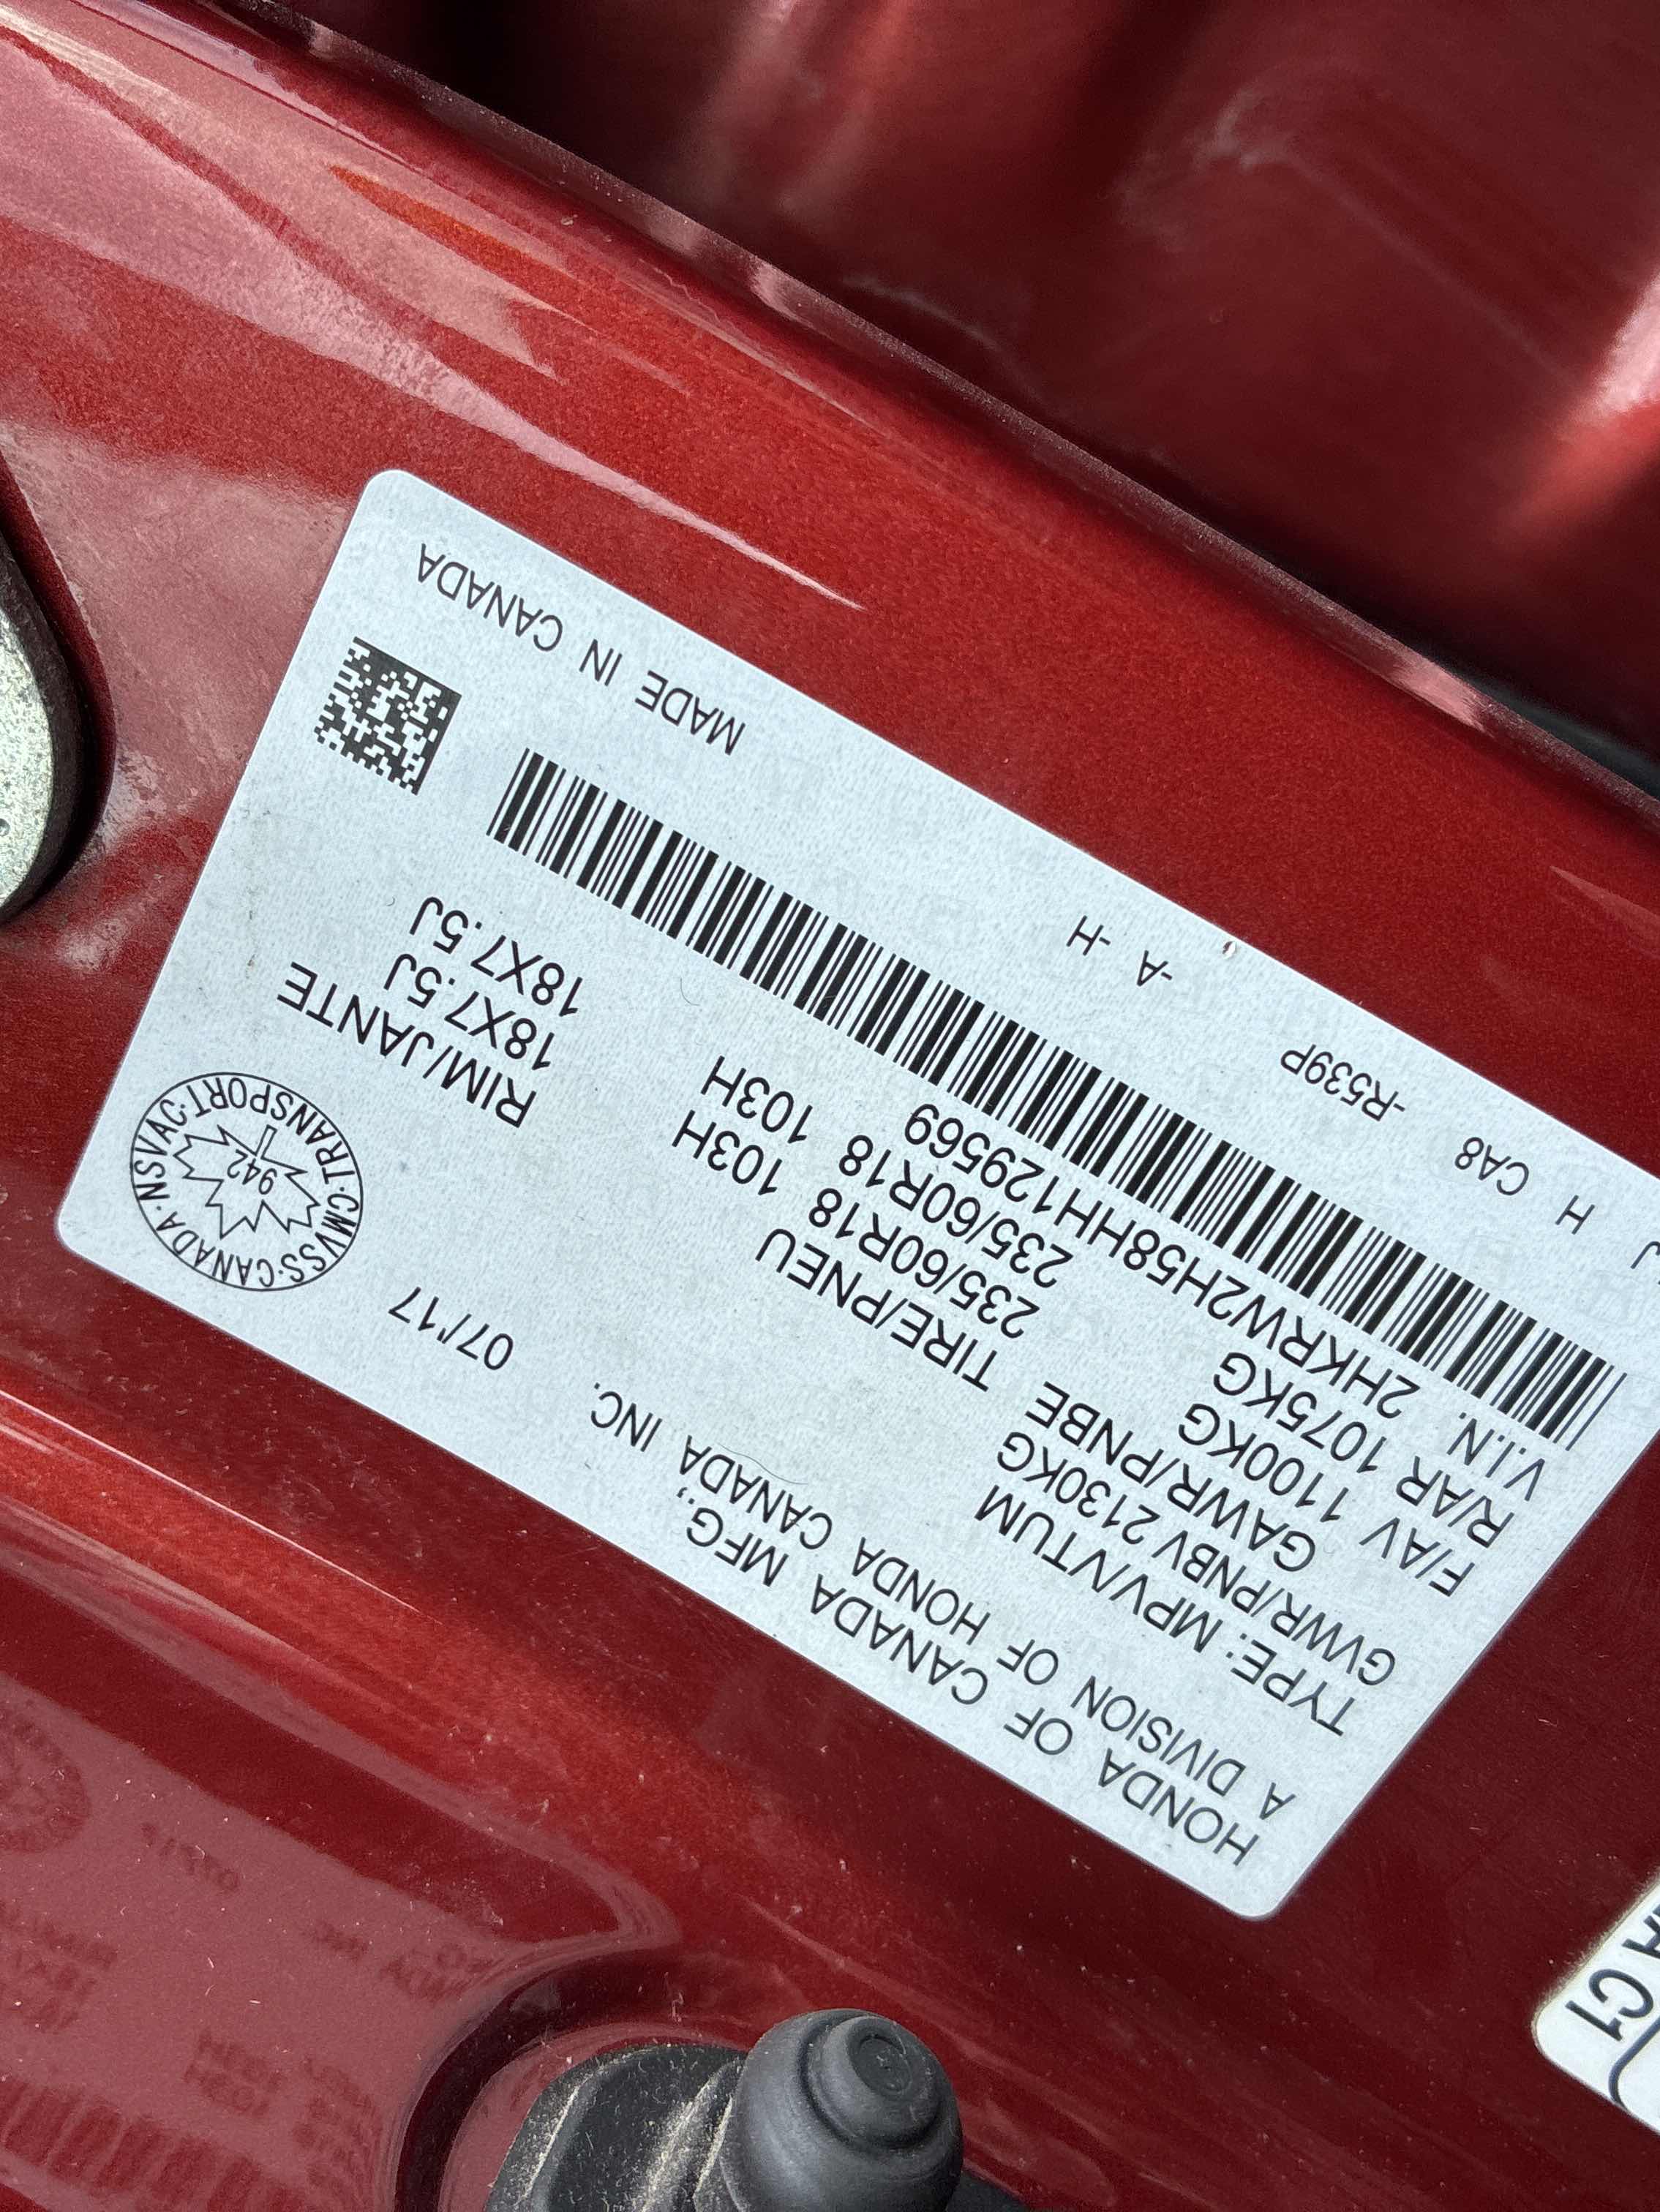 HONDA OF CANADA MFG.,
A DIVISION OF HONDA CANADA INC.
07/'17
TYPE: MPV/VTUM
GVWR/PNBV 2130KG
GAWR/PNBE TIRE/PNEU RIM/JANTE
F/AV 1100KG 235/60R18 103H 18X7.5J
R/AR 1075KG 235/60R18 103H 18X7.5J
V.I.N. 2HKRW2H58HH129569
CANADA·TRANSPORT·CMVSS·NSVAC·
942
J H CA8 -R539P -A -H MADE IN CANADA
A C1